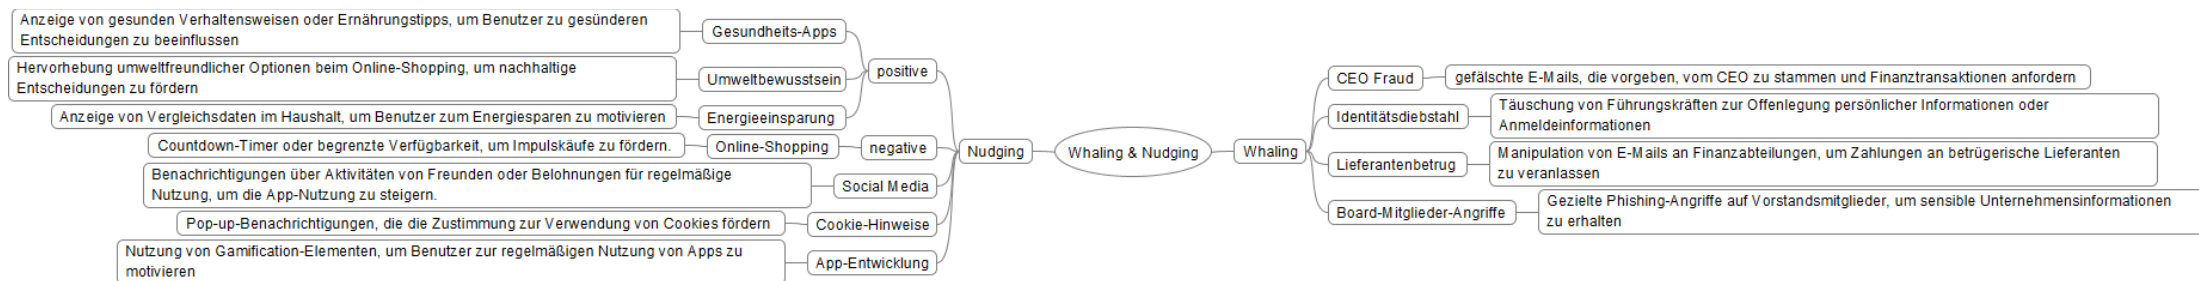 Anzeige von gesunden Verhaltensweisen oder Ernährungstipps, um Benutzer zu gesünderen
Entscheidungen zu beeinflussen
Gesundheits-Apps
Hervorhebung umweltfreundlicher Optionen beim Online-Shopping, um nachhaltige
Entscheidungen zu fördern
Umweltbewusstsein
positive
Anzeige von Vergleichsdaten im Haushalt, um Benutzer zum Energiesparen zu motivieren
Energieeinsparung
Countdown-Timer oder begrenzte Verfügbarkeit, um Impulskäufe zu fördern.
Online-Shopping
negative
Benachrichtigungen über Aktivitäten von Freunden oder Belohnungen für regelmäßige
Nutzung, um die App-Nutzung zu steigern.
Social Media
Pop-up-Benachrichtigungen, die die Zustimmung zur Verwendung von Cookies fördern
Cookie-Hinweise
Nutzung von Gamification-Elementen, um Benutzer zur regelmäßigen Nutzung von Apps zu
motivieren
App-Entwicklung
Nudging
Whaling & Nudging
Whaling
CEO Fraud
gefälschte E-Mails, die vorgeben, vom CEO zu stammen und Finanztransaktionen anfordern
Identitätsdiebstahl
Täuschung von Führungskräften zur Offenlegung persönlicher Informationen oder
Anmeldeinformationen
Lieferantenbetrug
Manipulation von E-Mails an Finanzabteilungen, um Zahlungen an betrügerische Lieferanten
zu veranlassen
Board-Mitglieder-Angriffe
Gezielte Phishing-Angriffe auf Vorstandsmitglieder, um sensible Unternehmensinformationen
zu erhalten